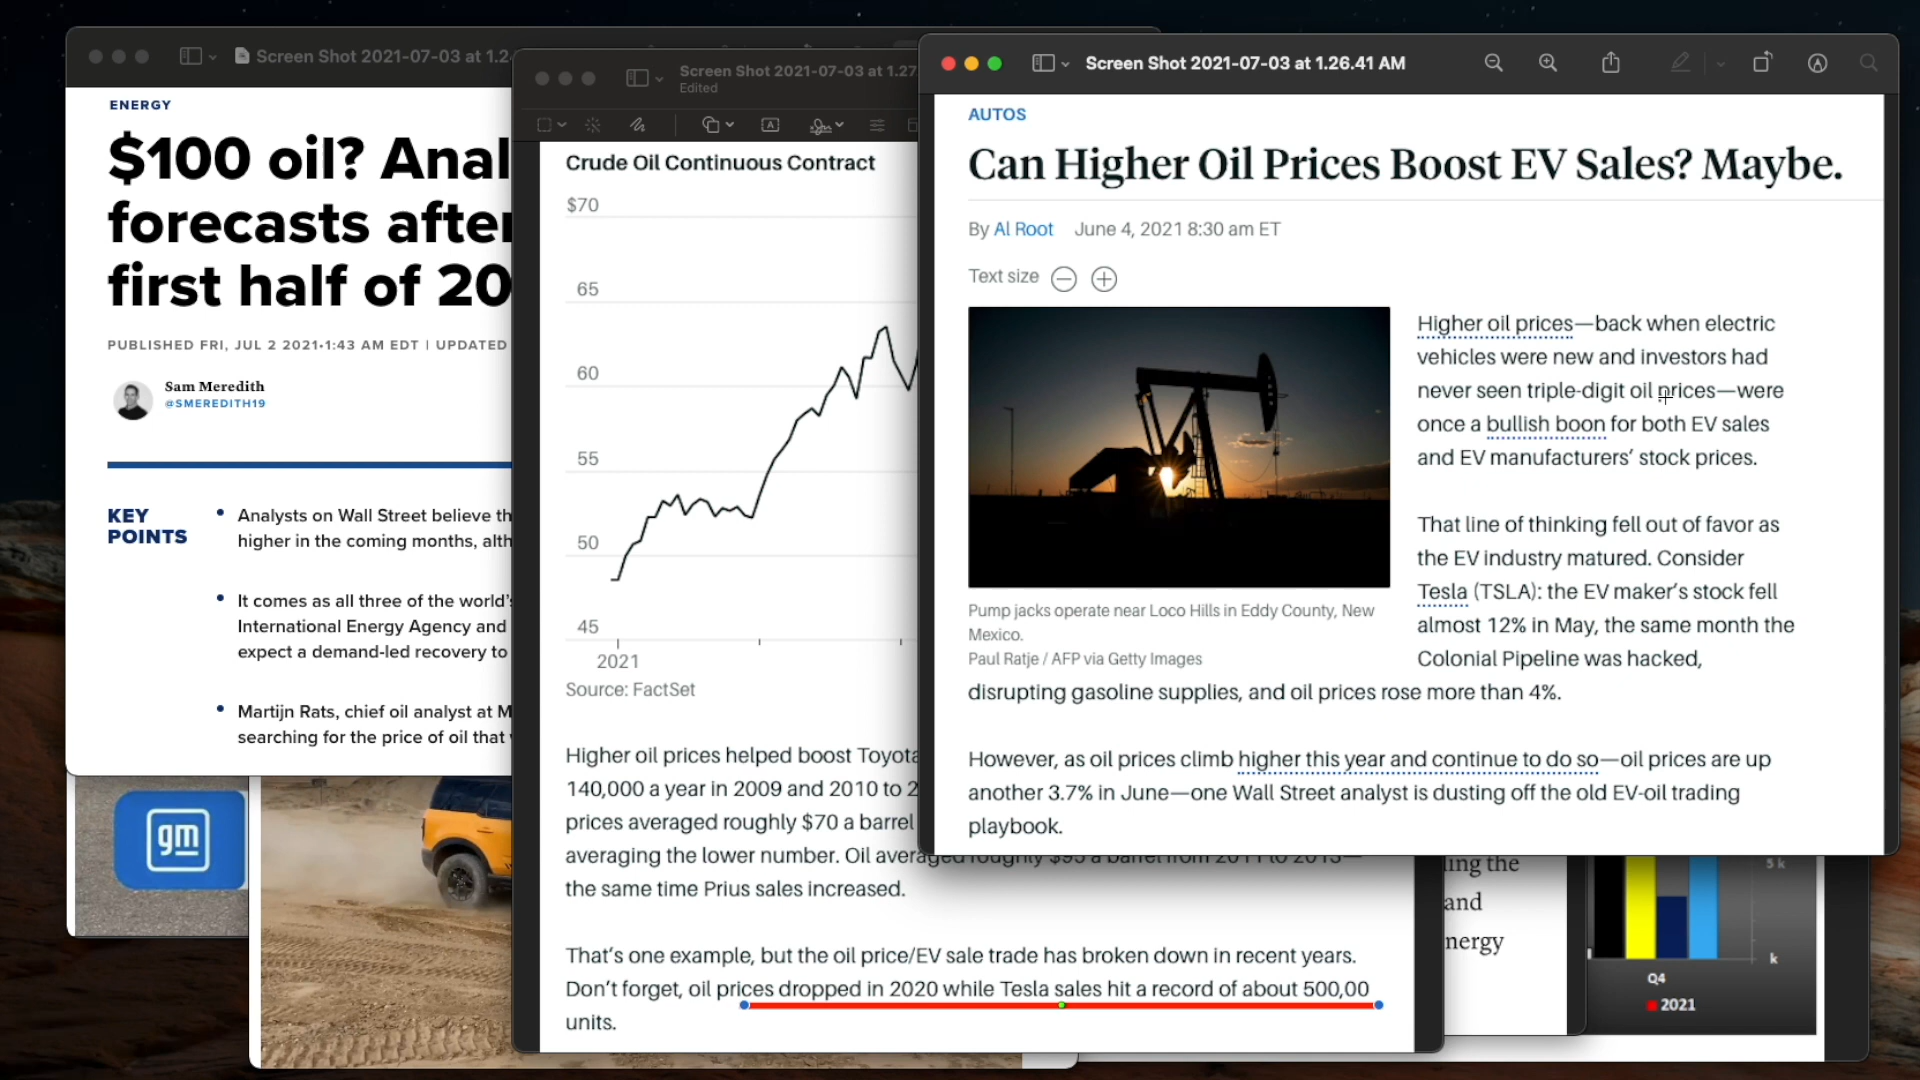 Screen Shot 2021-07-03 at 1.2
ENERGY
$100 oil? Anal
forecasts after
first half of 20
PUBLISHED FRI, JUL 2 2021•1:43 AM EDT | UPDATED
Sam Meredith
@SMEREDITH19
KEY
POINTS
Analysts on Wall Street believe th
higher in the coming months, alth
It comes as all three of the world's
International Energy Agency and
expect a demand-led recovery to
Martijn Rats, chief oil analyst at M
searching for the price of oil that
gm
Screen Shot 2021-07-03 at 1.27
Edited
A
Crude Oil Continuous Contract
$70
65
60
55
50
45
2021
Source: FactSet
Higher oil prices helped boost Toyota
140,000 a year in 2009 and 2010 to 2
prices averaged roughly $70 a barrel
averaging the lower number. Oil averaged roughly $95 a barrel from 2011 to 2013—
the same time Prius sales increased.
That's one example, but the oil price/EV sale trade has broken down in recent years.
Don't forget, oil prices dropped in 2020 while Tesla sales hit a record of about 500,00
units.
Screen Shot 2021-07-03 at 1.26.41 AM
AUTOS
Can Higher Oil Prices Boost EV Sales? Maybe.
By Al Root June 4, 2021 8:30 am ET
Text size
Higher oil prices—back when electric
vehicles were new and investors had
never seen triple-digit oil prices—were
once a bullish boon for both EV sales
and EV manufacturers' stock prices.
That line of thinking fell out of favor as
the EV industry matured. Consider
Tesla (TSLA): the EV maker's stock fell
almost 12% in May, the same month the
Colonial Pipeline was hacked,
disrupting gasoline supplies, and oil prices rose more than 4%.
Pump jacks operate near Loco Hills in Eddy County, New
Mexico.
Paul Ratje / AFP via Getty Images
However, as oil prices climb higher this year and continue to do so—oil prices are up
another 3.7% in June—one Wall Street analyst is dusting off the old EV-oil trading
playbook.
ing the
and
nergy
5 k
k
Q4
2021